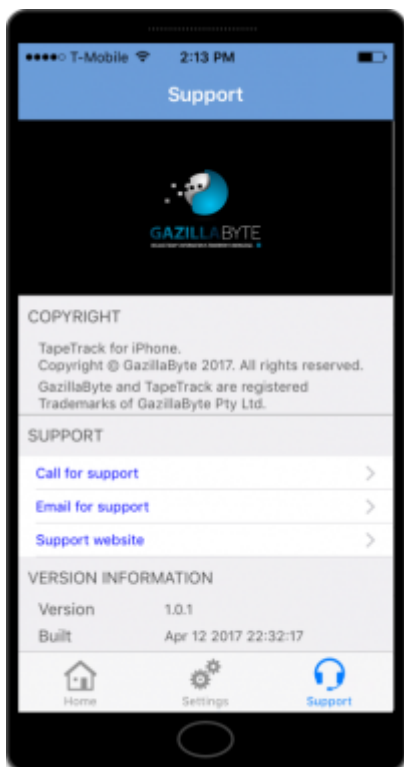 T-Mobile 2:13 PM
Support
GAZILLABYTE
COPYRIGHT
TapeTrack for iPhone.
Copyright © GazillaByte 2017. All rights reserved.
GazillaByte and TapeTrack are registered
Trademarks of GazillaByte Pty Ltd.
SUPPORT
Call for support
Email for support
Support website
VERSION INFORMATION
Version 1.0.1
Built Apr 12 2017 22:32:17
Home Settings Support